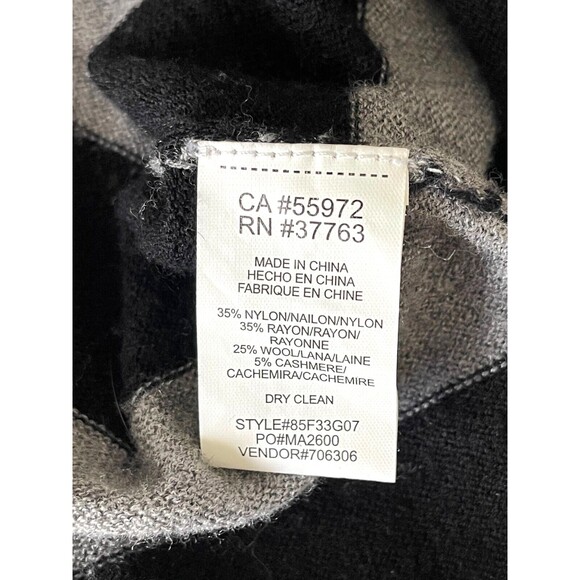 CA #55972
RN #37763
MADE IN CHINA
HECHO EN CHINA
FABRIQUE EN CHINE
35% NYLON/NAILON/NYLON
35% RAYON/RAYON/
RAYONNE
25% WOOL/LANA/LAINE
5% CASHMERE/
CACHEMIRA/CACHEMIRE
DRY CLEAN
STYLE#85F33G07
PO#MA2600
VENDOR#706306